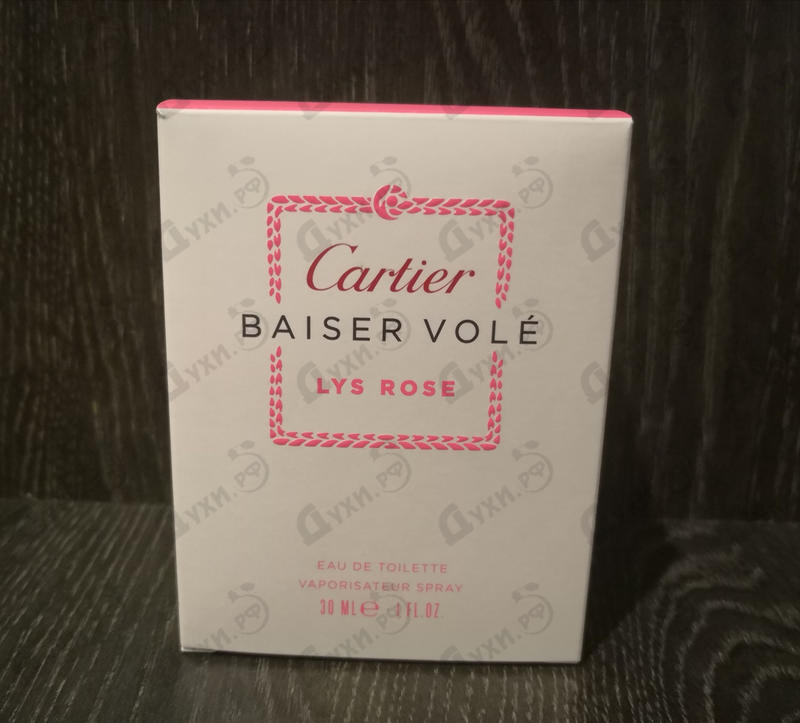 Cartier
BAISER VOLÉ
LYS ROSE
EAU DE TOILETTE
VAPORISATEUR SPRAY
30 ML e 1 FL.OZ.
Духи.рф